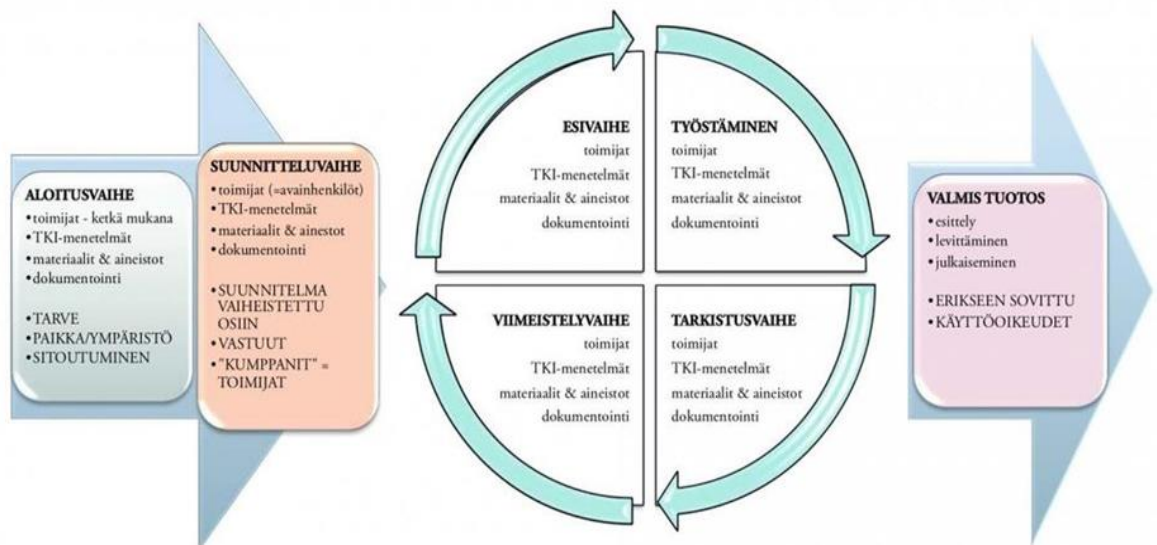 ALOITUSVAIHE
•toimijat - ketkä mukana
•TKI-menetelmät
•materiaalit & aineistot
•dokumentointi
•TARVE
•PAIKKA/YMPÄRISTÖ
•SITOUTUMINEN
SUUNNITTELUVAIHE
•toimijat (=avainhenkilöt)
•TKI-menetelmät
•materiaalit & ainestot
•dokumentointi
•SUUNNITELMA
VAIHEISTETTU
OSIIN
•VASTUUT
•"KUMPPANIT" =
TOIMIJAT
ESIVAIHE
toimijat
TKI-menetelmät
materiaalit & aineistot
dokumentointi
TYÖSTÄMINEN
toimijat
TKI-menetelmät
materiaalit & aineistot
dokumentointi
VIIMEISTELYVAIHE
toimijat
TKI-menetelmät
materiaalit & aineistot
dokumentointi
TARKISTUSVAIHE
toimijat
TKI-menetelmät
materiaalit & aineistot
dokumentointi
VALMIS TUOTOS
•esittely
•levittäminen
•julkaiseminen
•ERIKSEEN SOVITTU
•KÄYTTÖOIKEUDET